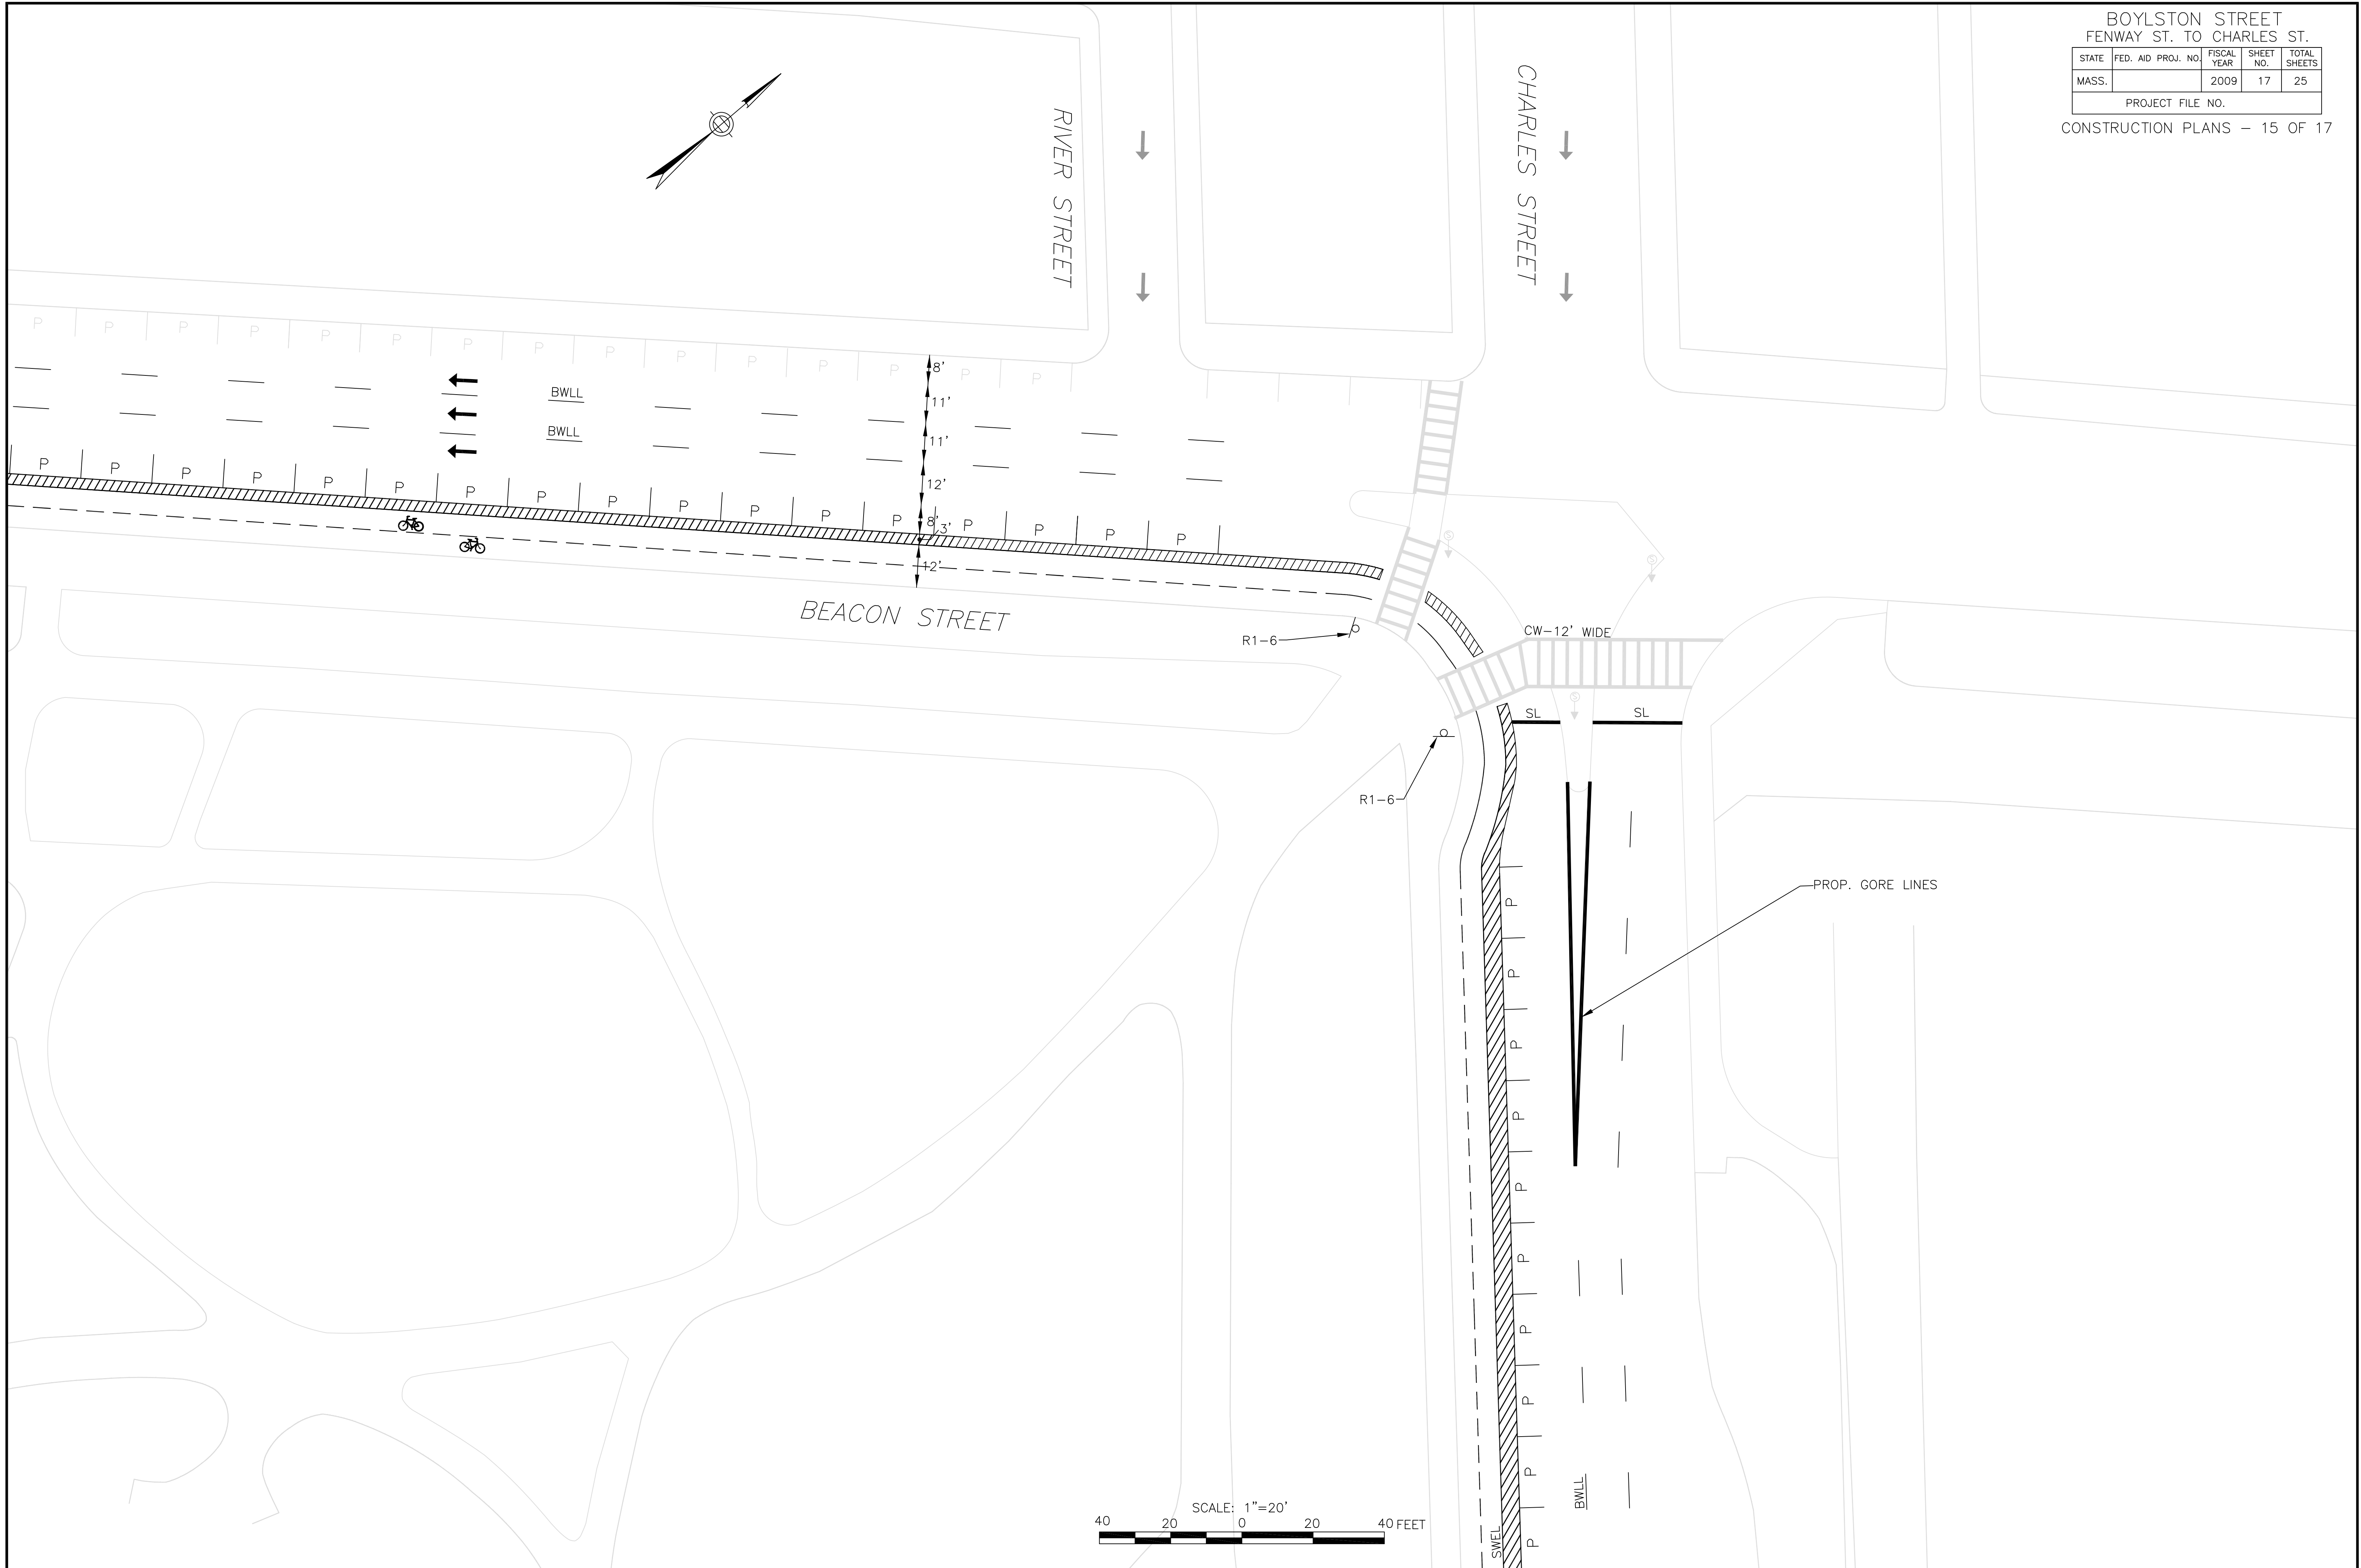 BOYLSTON STREET
FENWAY ST. TO CHARLES ST.
STATE FED. AID PROJ. NO. FISCAL YEAR SHEET NO. TOTAL SHEETS
MASS. 2009 17 25
PROJECT FILE NO.
CONSTRUCTION PLANS – 15 OF 17
RIVER STREET
CHARLES STREET
P P P P P P P P P P P P P P P
8'
BWLL
11'
BWLL
11'
12'
P P P P P P P P P P P P P P P P P
8'
3'
12'
BEACON STREET
S
S
R1-6
CW-12' WIDE
S
SL SL
R1-6
PROP. GORE LINES
P
P
P
P
P
P
P
P
P
P
BWLL
SWEL
SCALE: 1"=20'
40 20 0 20 40 FEET